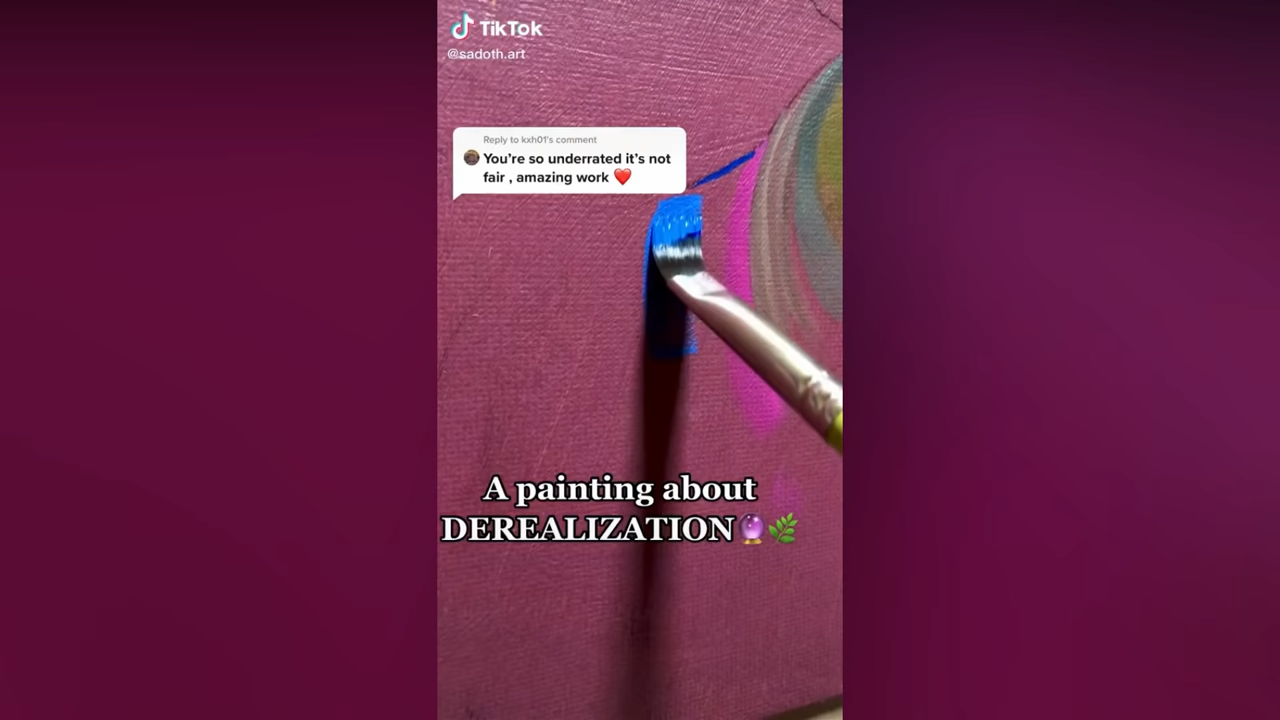 TikTok
@sadoth.art
Reply to kxh01's comment
You're so underrated it's not
fair , amazing work ❤️
A painting about
DEREALIZATION🔮🌿